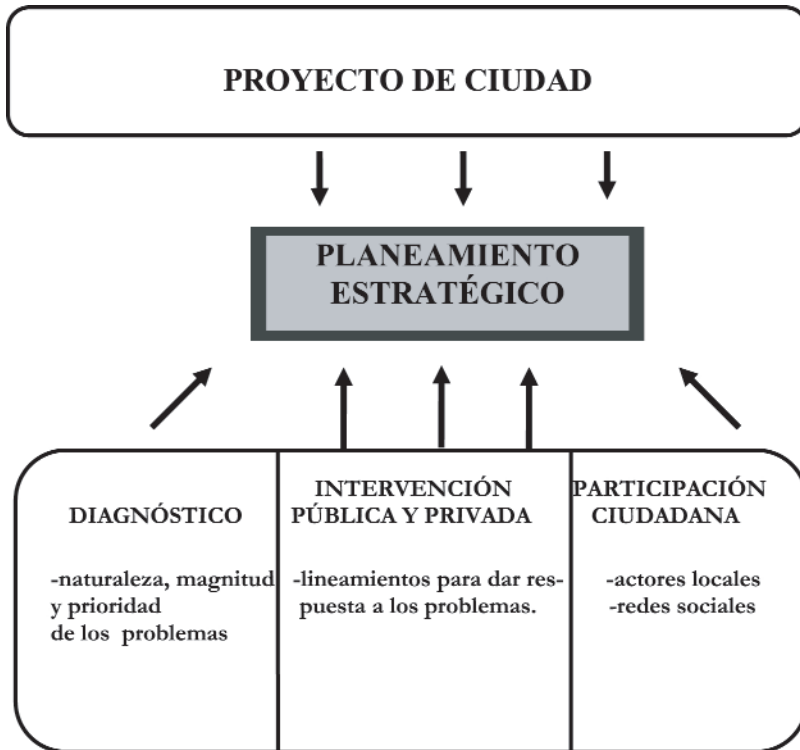 PROYECTO DE CIUDAD
PLANEAMIENTO
ESTRATÉGICO
DIAGNÓSTICO
-naturaleza, magnitud
y prioridad
de los problemas
INTERVENCIÓN
PÚBLICA Y PRIVADA
-lineamientos para dar res-
puesta a los problemas.
PARTICIPACIÓN
CIUDADANA
-actores locales
-redes sociales